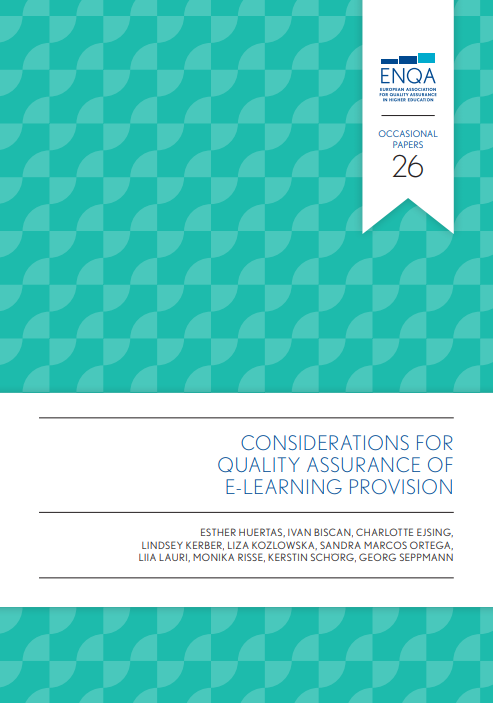 ENQA
EUROPEAN ASSOCIATION
FOR QUALITY ASSURANCE
IN HIGHER EDUCATION
OCCASIONAL
PAPERS
26
CONSIDERATIONS FOR
QUALITY ASSURANCE OF
E-LEARNING PROVISION
ESTHER HUERTAS, IVAN BISCAN, CHARLOTTE EJSING,
LINDSEY KERBER, LIZA KOZLOWSKA, SANDRA MARCOS ORTEGA,
LIIA LAURI, MONIKA RISSE, KERSTIN SCHÖRG, GEORG SEPPMANN